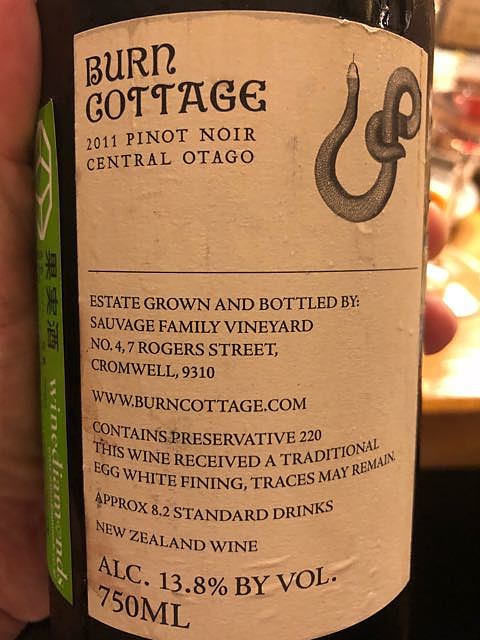 BURN
COTTAGE
2011 PINOT NOIR
CENTRAL OTAGO
ESTATE GROWN AND BOTTLED BY:
SAUVAGE FAMILY VINEYARD
NO. 4, 7 ROGERS STREET,
CROMWELL, 9310
WWW.BURNCOTTAGE.COM
CONTAINS PRESERVATIVE 220
THIS WINE RECEIVED A TRADITIONAL
EGG WHITE FINING, TRACES MAY REMAIN.
APPROX 8.2 STANDARD DRINKS
NEW ZEALAND WINE
ALC. 13.8% BY VOL.
750ML
果実酒
winediamonds